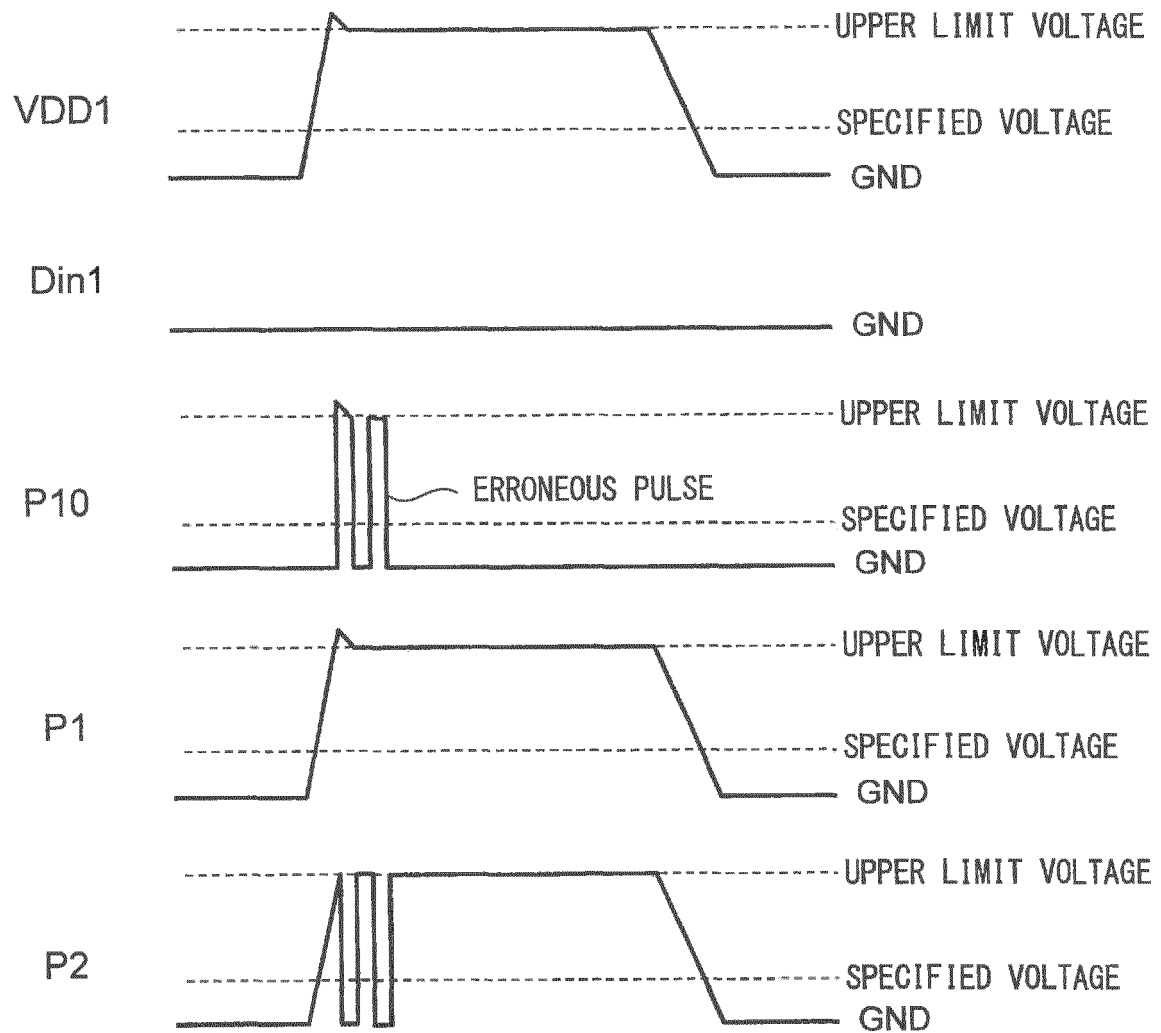 UPPER LIMIT VOLTAGE
VDD1
SPECIFIED VOLTAGE
GND
Din1
GND
UPPER LIMIT VOLTAGE
P10
ERRONEOUS PULSE
SPECIFIED VOLTAGE
GND
UPPER LIMIT VOLTAGE
P1
SPECIFIED VOLTAGE
GND
UPPER LIMIT VOLTAGE
P2
SPECIFIED VOLTAGE
GND